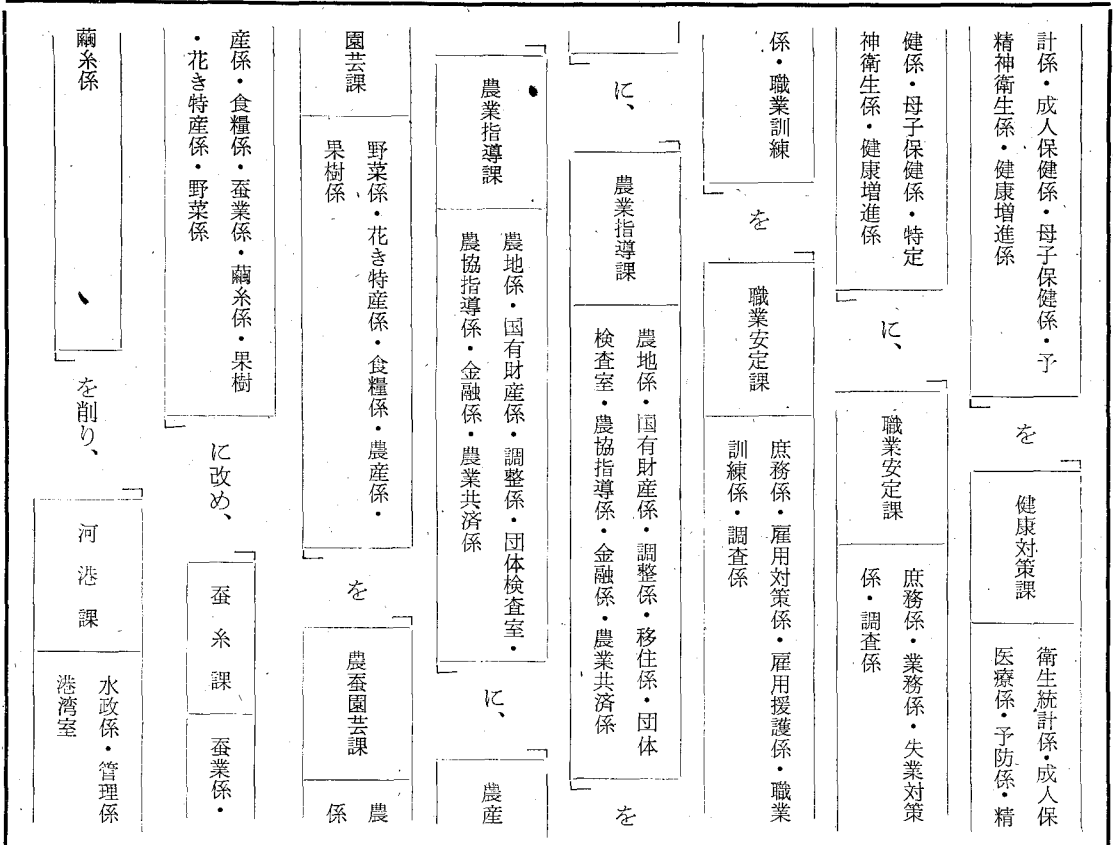 計係・成人保健係・母子保健係・予
精神衛生係・健康増進係
を
健康対策課
衛生統計係・成人保
医療係・予防係・精
健係・母子保健係・特定
神衛生係・健康増進係
に、
職業安定課
庶務係・業務係・失業対策
係・調査係
係・職業訓練
を
職業安定課
庶務係・雇用対策係・雇用援護係・職業
訓練係・調査係
に、
農業指導課
農地係・国有財産係・調整係・移住係・団体
検査室・農協指導係・金融係・農業共済係
を
農業指導課
農地係・国有財産係・調整係・団体検査室・
農協指導係・金融係・農業共済係
に、
農産
園芸課
野菜係・花き特産係・食糧係・農産係・
果樹係
を
農蚕園芸課
農
係
産係・食糧係・蚕業係・繭糸係・果樹
・花き特産係・野菜係
に改め、
蚕糸課
蚕業係・
繭糸係
を削り、
河港課
水政係・管理係
港湾室